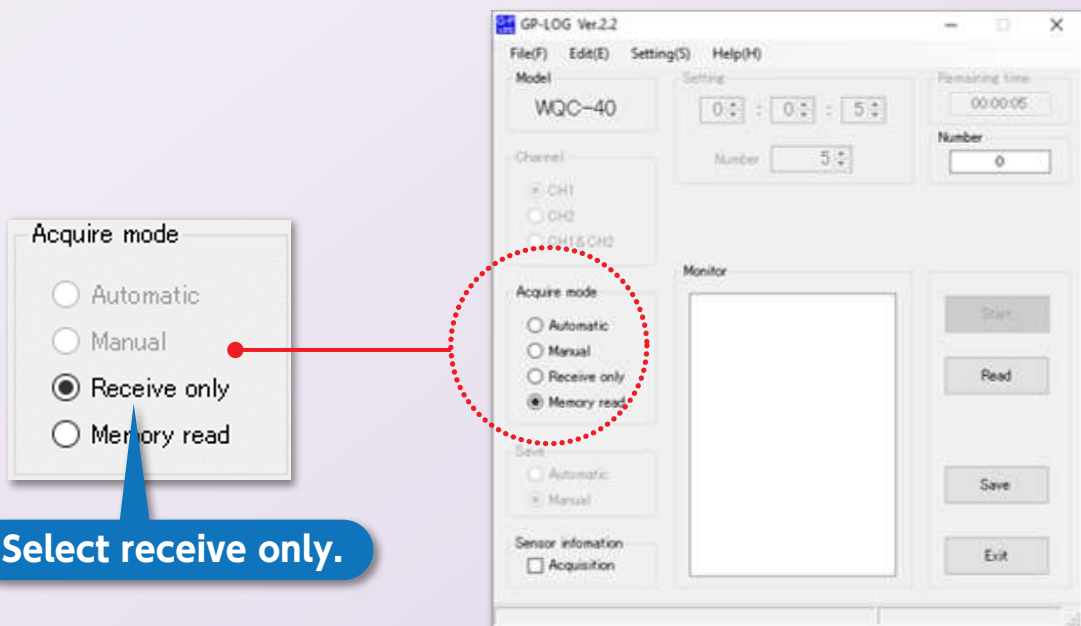 GP-LOG Ver.2.2
File(F) Edit(E) Setting(S) Help(H)
Model
WQC-40
Setting
0 : 0 : 5
Number 5
Remaining time
00:00:05
Number
0
Channel
CH1
CH2
CH1&CH2
Acquire mode
Automatic
Manual
Receive only
Memory read
Monitor
Start
Read
Save
Automatic
Manual
Save
Sensor infomation
Acquisition
Exit
Acquire mode
Automatic
Manual
Receive only
Memory read
Select receive only.